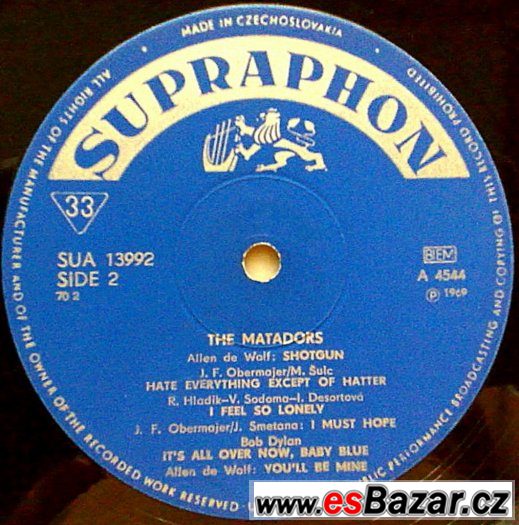 MADE IN CZECHOSLOVAKIA
ALL RIGHTS OF THE MANUFACTURER AND OF THE OWNER OF THE RECORDED WORK RESERVED
PERFORMANCE BROADCASTING AND COPYING OF THIS RECORD PROHIBITED
SUPRAPHON
33
SUA 13992
SIDE 2
70 2
BIEM
A 4544
℗ 1969
THE MATADORS
Allen de Wolf: SHOTGUN
J. F. Obermajer/M. Šulc
HATE EVERYTHING EXCEPT OF HATTER
R. Hladík–V. Sodoma–I. Desortová
I FEEL SO LONELY
J. F. Obermajer/J. Smetana: I MUST HOPE
Bob Dylan
IT'S ALL OVER NOW, BABY BLUE
Allen de Wolf: YOU'LL BE MINE
www.esBazar.cz